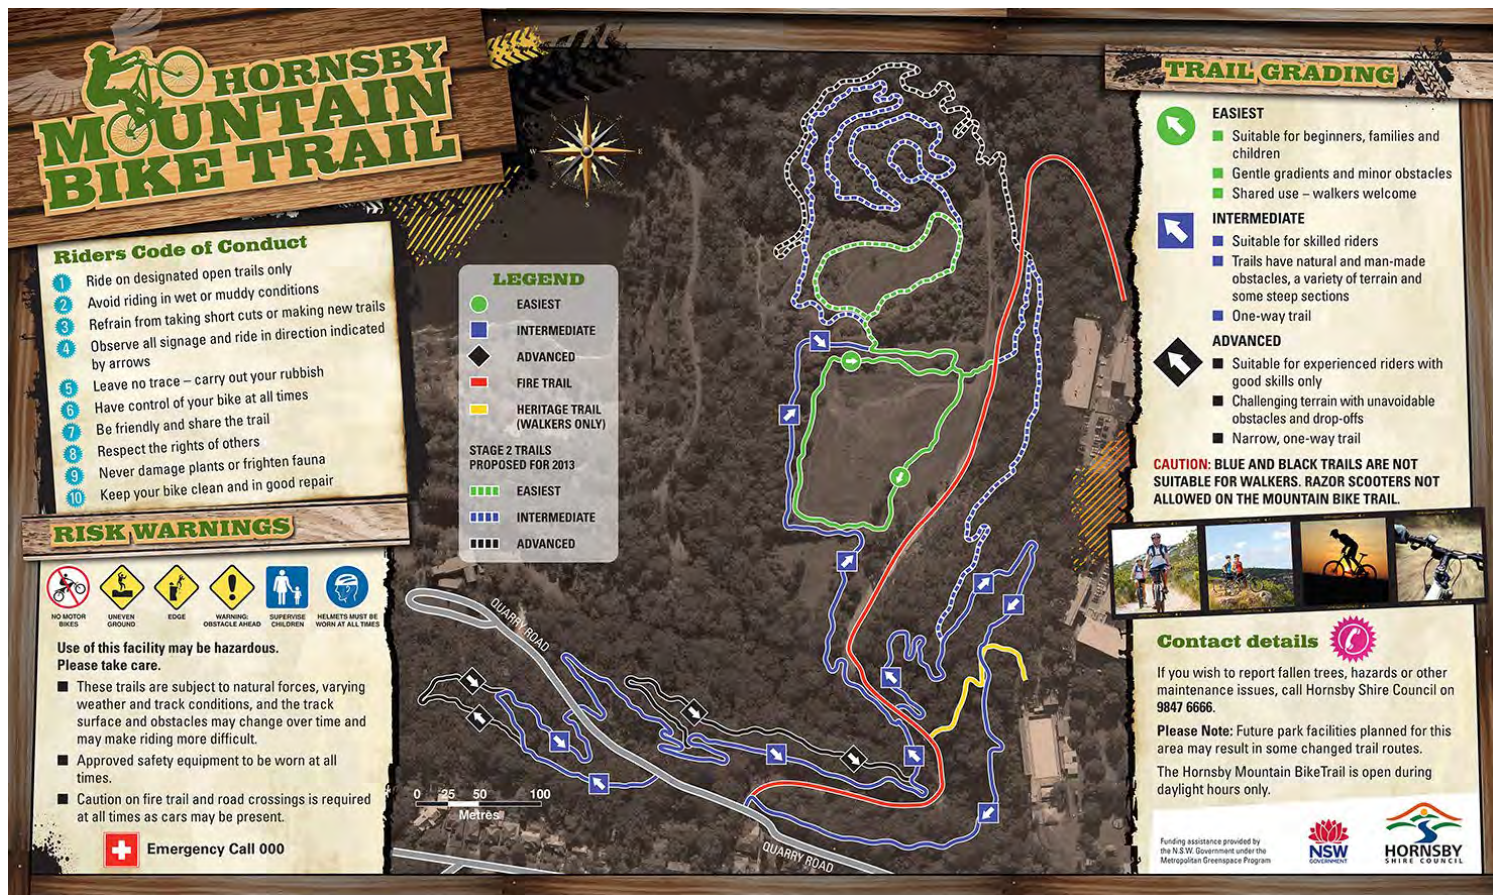 HORNSBY
MOUNTAIN
BIKE TRAIL
Riders Code of Conduct
1 Ride on designated open trails only
2 Avoid riding in wet or muddy conditions
3 Refrain from taking short cuts or making new trails
4 Observe all signage and ride in direction indicated
by arrows
5 Leave no trace – carry out your rubbish
6 Have control of your bike at all times
7 Be friendly and share the trail
8 Respect the rights of others
9 Never damage plants or frighten fauna
10 Keep your bike clean and in good repair
RISK WARNINGS
NO MOTOR
BIKES
UNEVEN
GROUND
EDGE
WARNING:
OBSTACLE AHEAD
SUPERVISE
CHILDREN
HELMETS MUST BE
WORN AT ALL TIMES
Use of this facility may be hazardous.
Please take care.
These trails are subject to natural forces, varying
weather and track conditions, and the track
surface and obstacles may change over time and
may make riding more difficult.
Approved safety equipment to be worn at all
times.
Caution on fire trail and road crossings is required
at all times as cars may be present.
Emergency Call 000
N
W
E
S
LEGEND
EASIEST
INTERMEDIATE
ADVANCED
FIRE TRAIL
HERITAGE TRAIL
(WALKERS ONLY)
STAGE 2 TRAILS
PROPOSED FOR 2013
EASIEST
INTERMEDIATE
ADVANCED
QUARRY ROAD
0 25 50 100
Metres
QUARRY ROAD
TRAIL GRADING
EASIEST
Suitable for beginners, families and
children
Gentle gradients and minor obstacles
Shared use – walkers welcome
INTERMEDIATE
Suitable for skilled riders
Trails have natural and man-made
obstacles, a variety of terrain and
some steep sections
One-way trail
ADVANCED
Suitable for experienced riders with
good skills only
Challenging terrain with unavoidable
obstacles and drop-offs
Narrow, one-way trail
CAUTION: BLUE AND BLACK TRAILS ARE NOT
SUITABLE FOR WALKERS. RAZOR SCOOTERS NOT
ALLOWED ON THE MOUNTAIN BIKE TRAIL.
Contact details
If you wish to report fallen trees, hazards or other
maintenance issues, call Hornsby Shire Council on
9847 6666.
Please Note: Future park facilities planned for this
area may result in some changed trail routes.
The Hornsby Mountain BikeTrail is open during
daylight hours only.
Funding assistance provided by
the N.S.W. Government under the
Metropolitan Greenspace Program
NSW
GOVERNMENT
HORNSBY
SHIRE COUNCIL